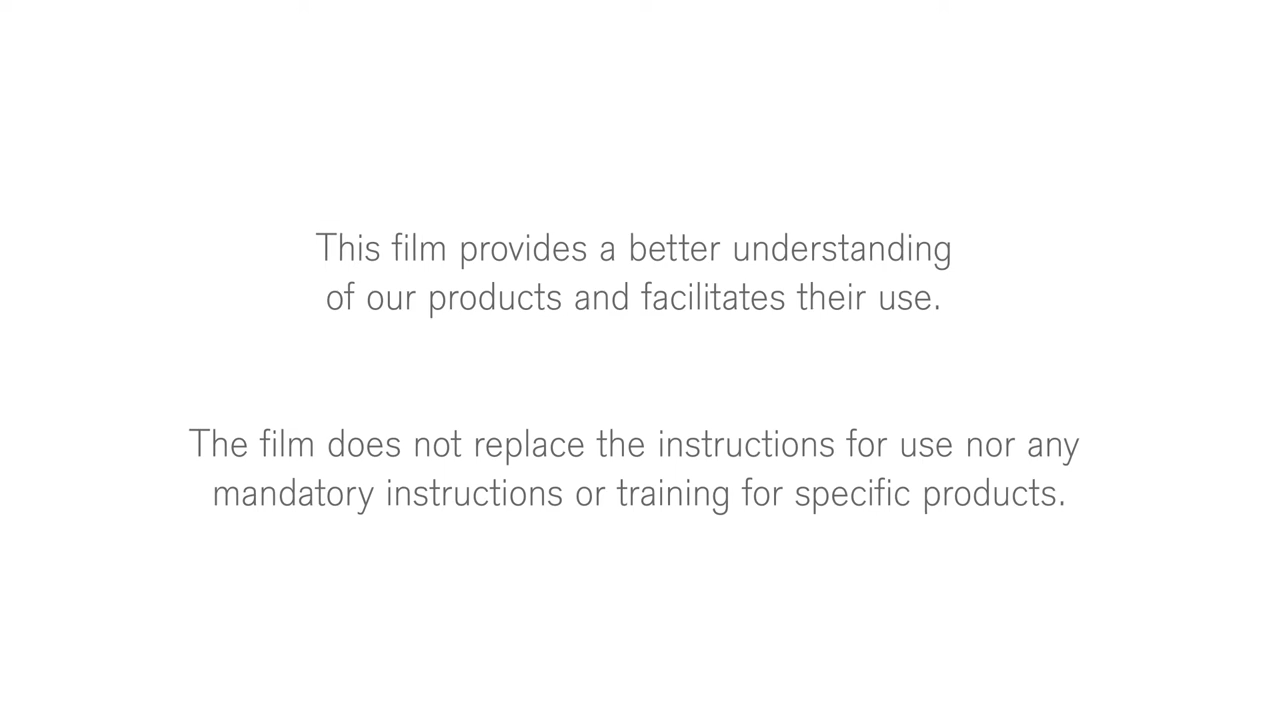 This film provides a better understanding
of our products and facilitates their use.
The film does not replace the instructions for use nor any
mandatory instructions or training for specific products.